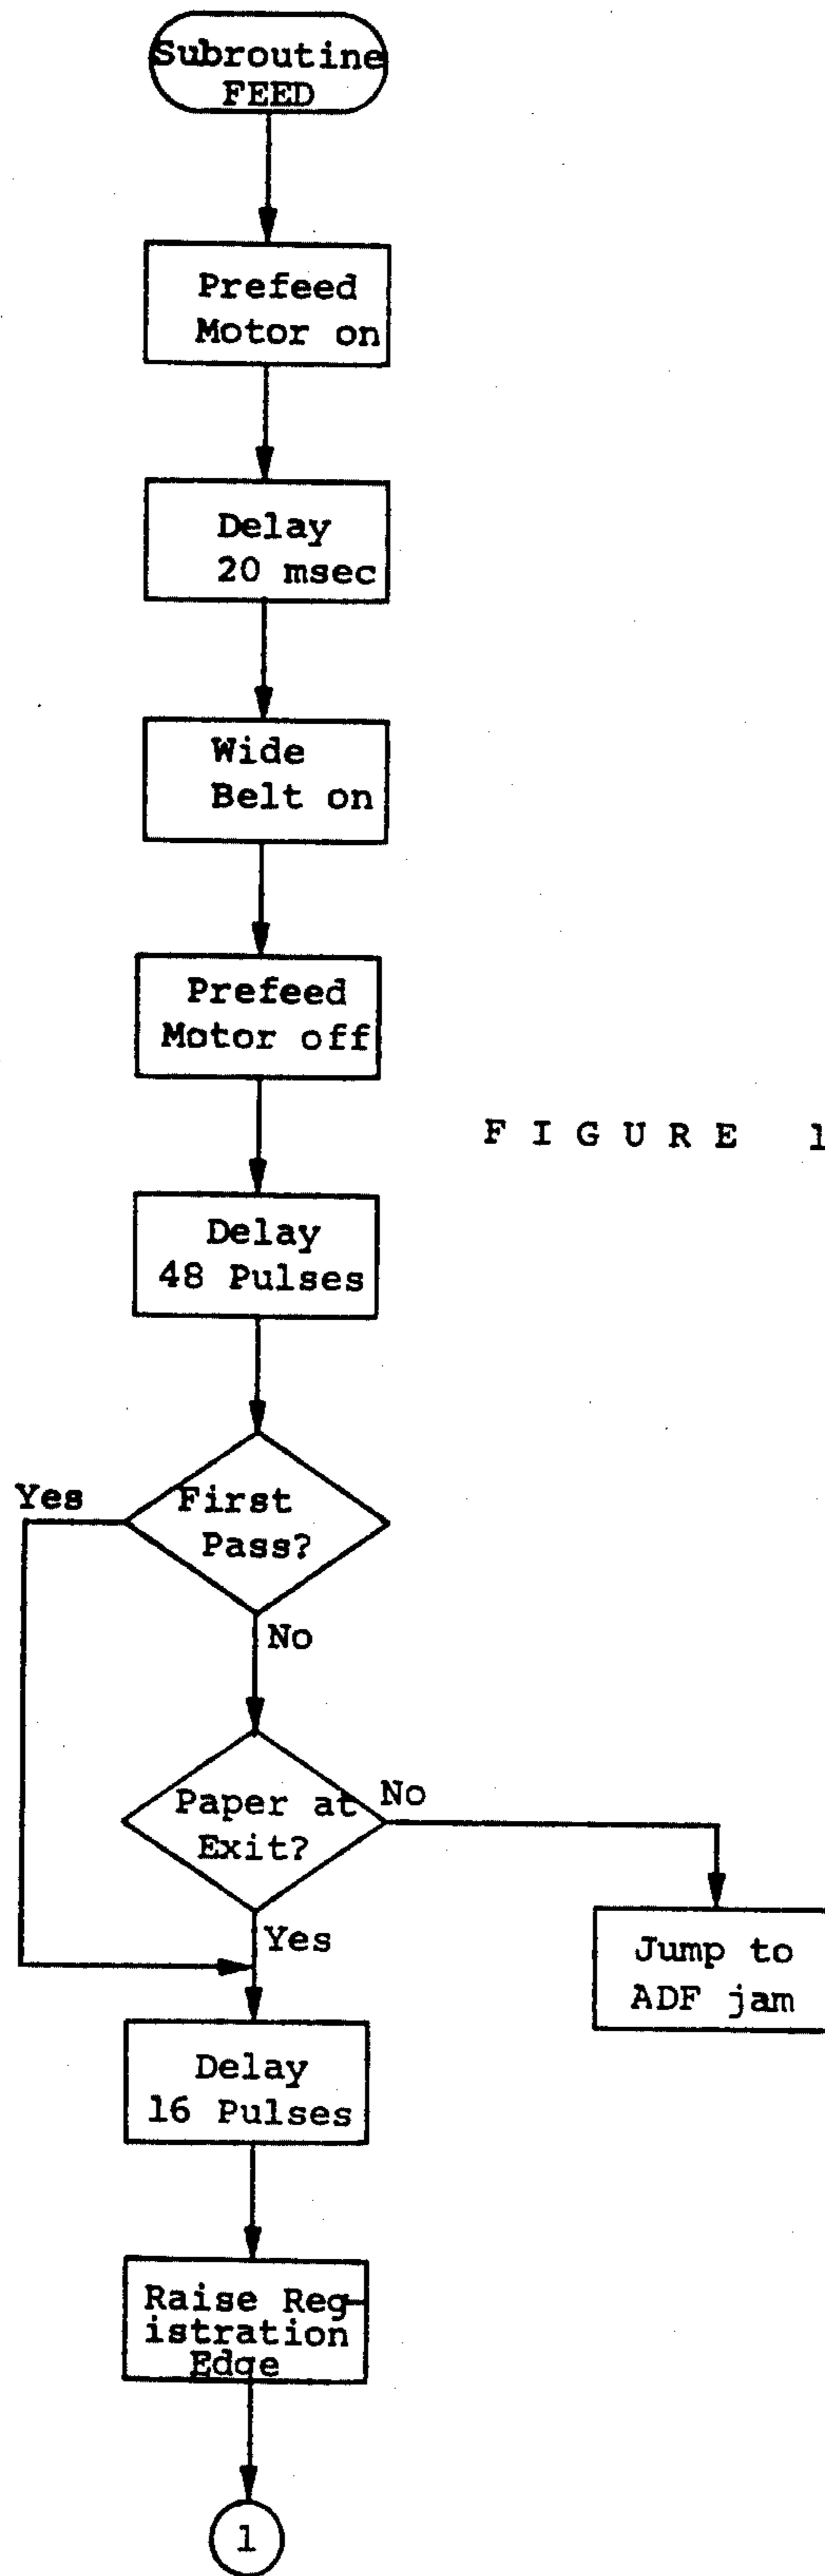 Subroutine
FEED
Prefeed
Motor on
Delay
20 msec
Wide
Belt on
Prefeed
Motor off
F I G U R E 1
Delay
48 Pulses
Yes
First
Pass?
No
Paper at
Exit?
No
Yes
Jump to
ADF jam
Delay
16 Pulses
Raise Reg-
istration
Edge
1